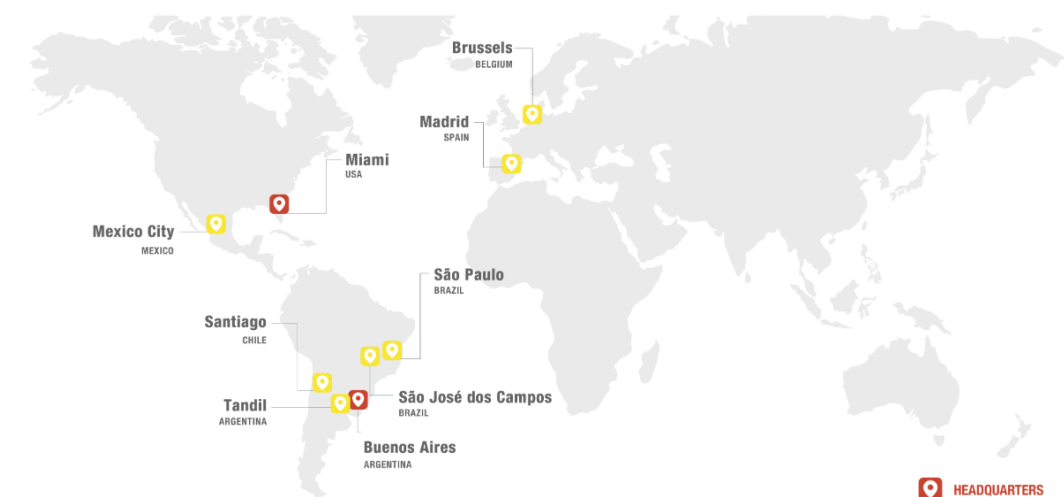 Brussels
BELGIUM
Madrid
SPAIN
Miami
USA
Mexico City
MEXICO
São Paulo
BRAZIL
Santiago
CHILE
São José dos Campos
BRAZIL
Tandil
ARGENTINA
Buenos Aires
ARGENTINA
HEADQUARTERS